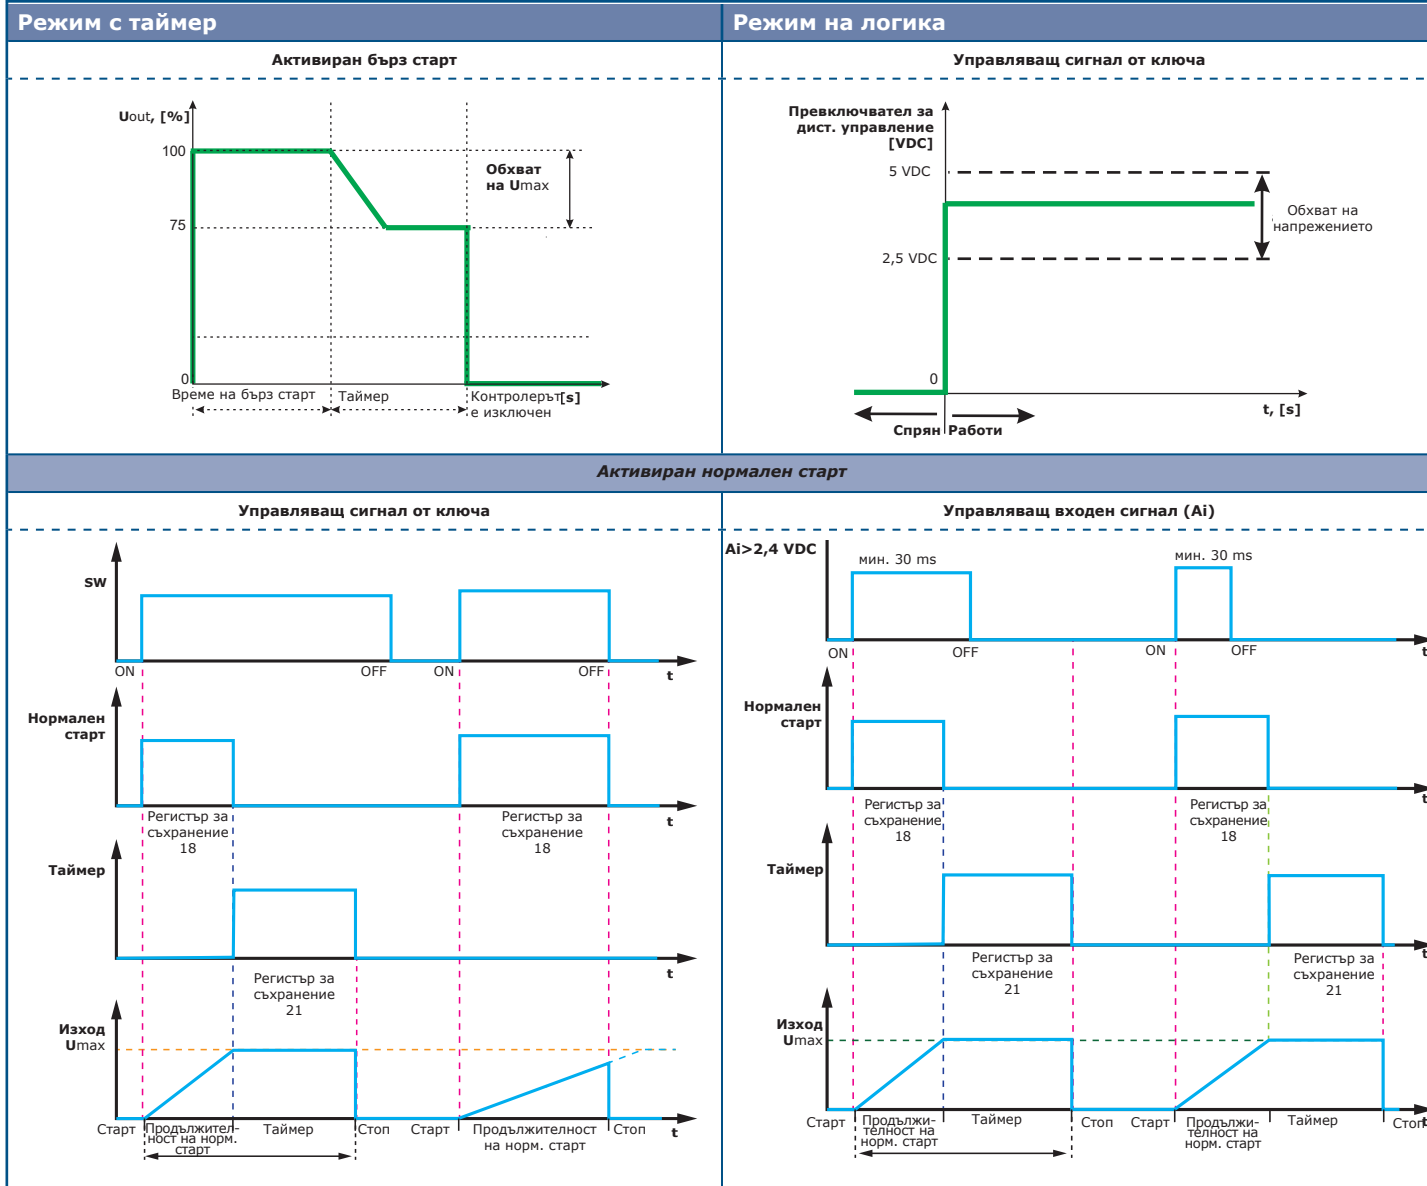 Режим с таймер
Режим на логика
Активиран бърз старт
Управляващ сигнал от ключа
Uout, [%]
100
75
0
Обхват
на Umax
Време на бърз старт
Таймер
Контролерът
е изключен
[s]
Превключвател за
дист. управление
[VDC]
5 VDC
2,5 VDC
0
Обхват на
напрежението
t, [s]
Спрян
Работи
Активиран нормален старт
Управляващ сигнал от ключа
Управляващ входен сигнал (Ai)
SW
ON
OFF
ON
OFF
t
Нормален
старт
t
Регистър за
съхранение
18
Регистър за
съхранение
18
Таймер
t
Регистър за
съхранение
21
Изход
Umax
Старт
Продължител-
ност на норм.
старт
Таймер
Стоп
Старт
Продължителност
на норм. старт
Стоп
t
Ai>2,4 VDC
мин. 30 ms
мин. 30 ms
ON
OFF
ON
OFF
t
Нормален
старт
t
Регистър за
съхранение
18
Регистър за
съхранение
18
Таймер
t
Регистър за
съхранение
21
Регистър за
съхранение
21
Изход
Umax
Старт
Продължи-
телност на
норм. старт
Таймер
Стоп
Старт
Продължи-
телност на
норм. старт
Таймер
Стоп
t